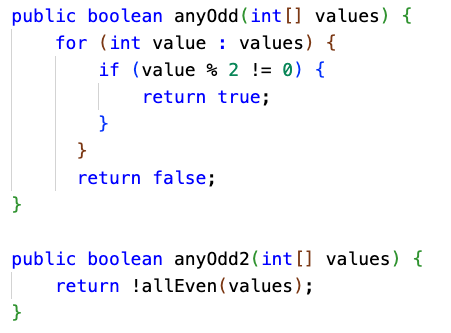 public boolean anyOdd(int[] values) {
    for (int value : values) {
        if (value % 2 != 0) {
            return true;
        }
      }
      return false;
}

public boolean anyOdd2(int[] values) {
    return !allEven(values);
}